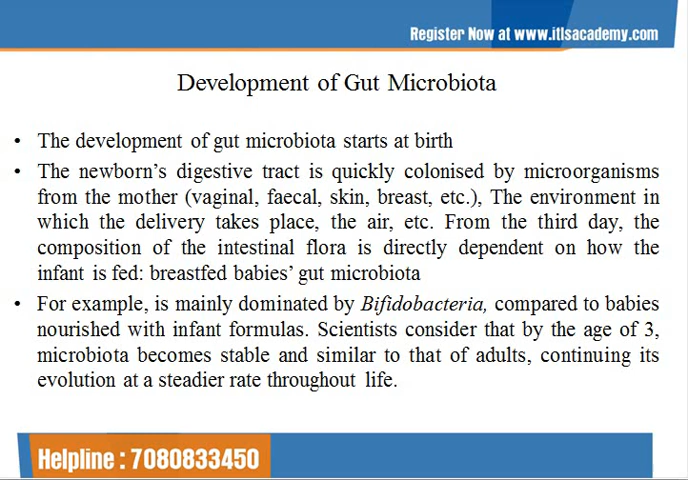 Register Now at www.itlsacademy.com
Development of Gut Microbiota
• The development of gut microbiota starts at birth
• The newborn's digestive tract is quickly colonised by microorganisms
from the mother (vaginal, faecal, skin, breast, etc.), The environment in
which the delivery takes place, the air, etc. From the third day, the
composition of the intestinal flora is directly dependent on how the
infant is fed: breastfed babies' gut microbiota
• For example, is mainly dominated by Bifidobacteria, compared to babies
nourished with infant formulas. Scientists consider that by the age of 3,
microbiota becomes stable and similar to that of adults, continuing its
evolution at a steadier rate throughout life.
Helpline : 7080833450